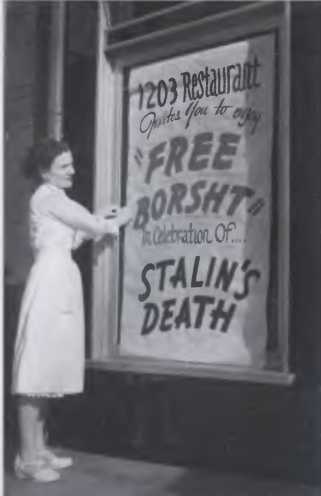 1203 Restaurant
Invites You to enjoy
"FREE
BORSHT"
In Celebration Of....
STALIN'S
DEATH